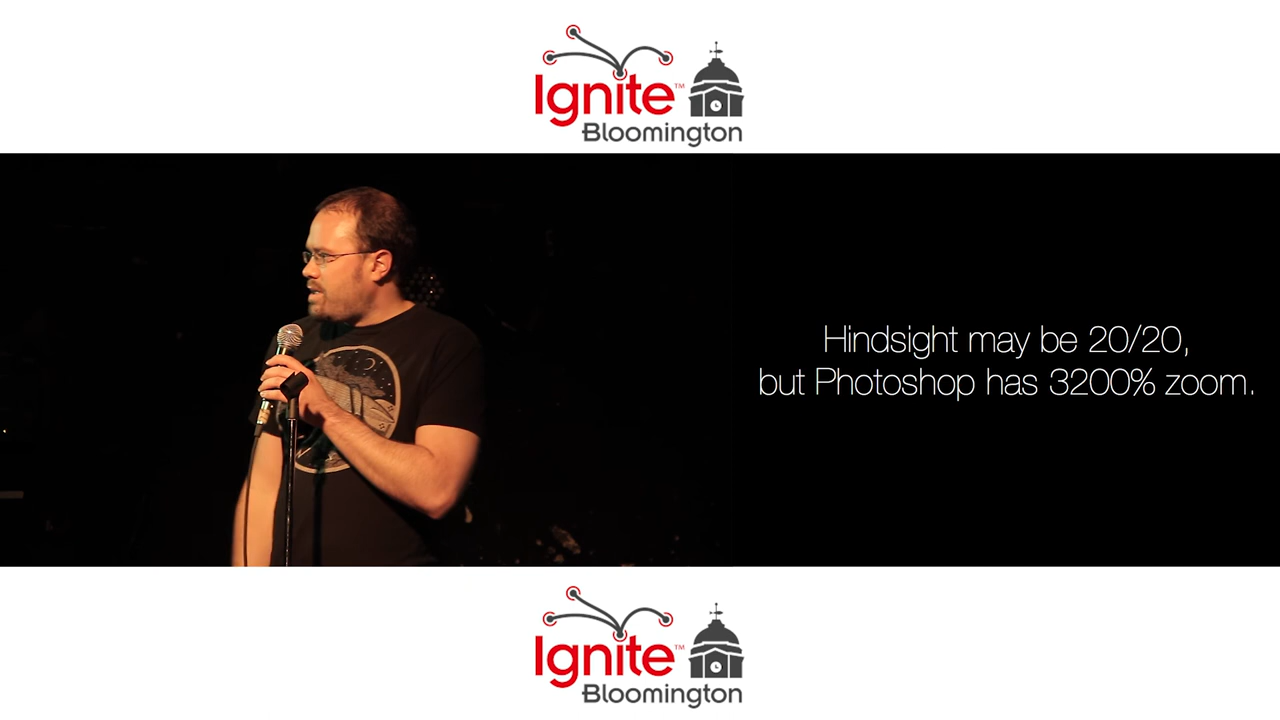 Ignite™
Bloomington
Hindsight may be 20/20,
but Photoshop has 3200% zoom.
Ignite™
Bloomington